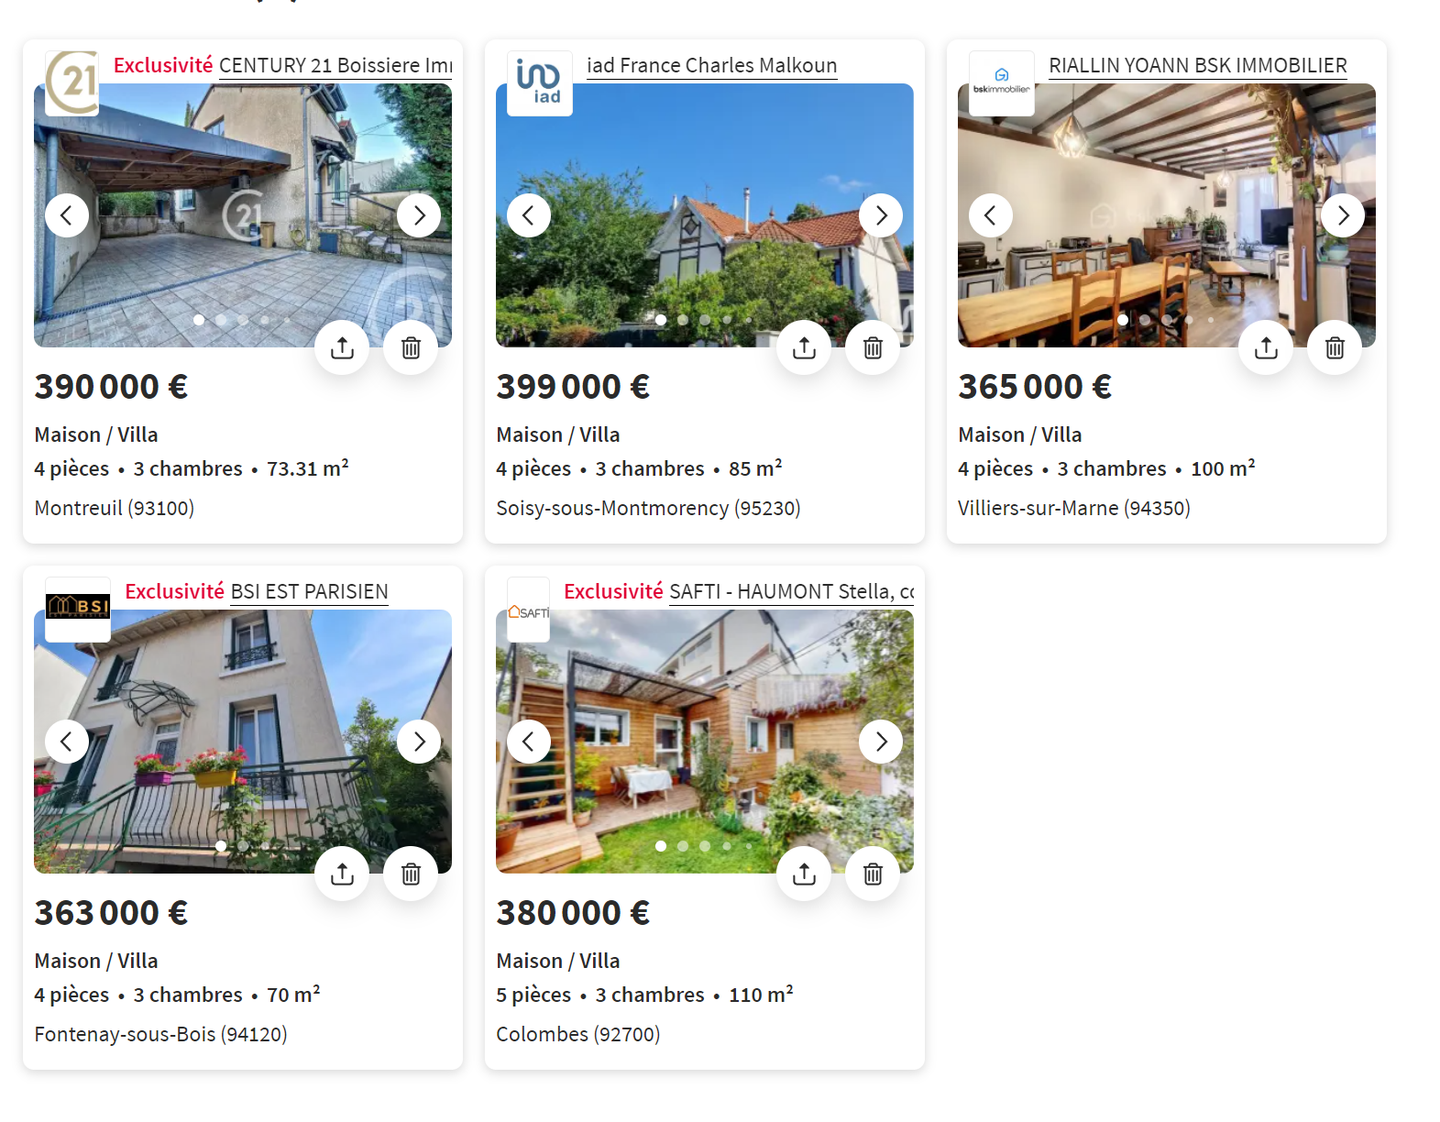 21
Exclusivité CENTURY 21 Boissiere Imm
21
21
390 000 €
Maison / Villa
4 pièces • 3 chambres • 73.31 m²
Montreuil (93100)
iad
iad France Charles Malkoun
399 000 €
Maison / Villa
4 pièces • 3 chambres • 85 m²
Soisy-sous-Montmorency (95230)
bskimmobilier
RIALLIN YOANN BSK IMMOBILIER
365 000 €
Maison / Villa
4 pièces • 3 chambres • 100 m²
Villiers-sur-Marne (94350)
BSI
Exclusivité BSI EST PARISIEN
363 000 €
Maison / Villa
4 pièces • 3 chambres • 70 m²
Fontenay-sous-Bois (94120)
SAFTI
Exclusivité SAFTI - HAUMONT Stella, co
380 000 €
Maison / Villa
5 pièces • 3 chambres • 110 m²
Colombes (92700)